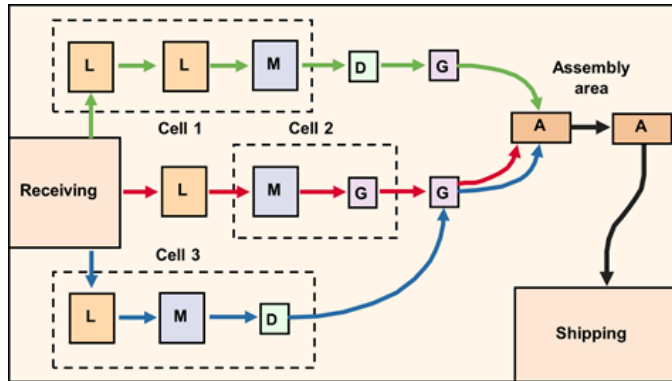 L
L
M
D
G
Assembly
area
Cell 1
Cell 2
A
A
Receiving
L
M
G
G
Cell 3
L
M
D
Shipping